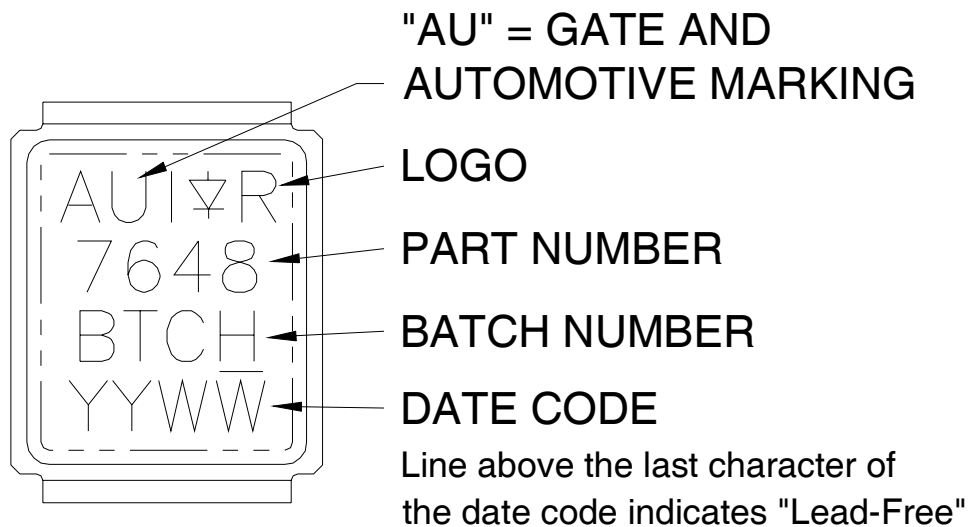 "AU" = GATE AND
AUTOMOTIVE MARKING
LOGO
PART NUMBER
BATCH NUMBER
DATE CODE
Line above the last character of
the date code indicates "Lead-Free"
AUI R
7648
BTCH
YYWW